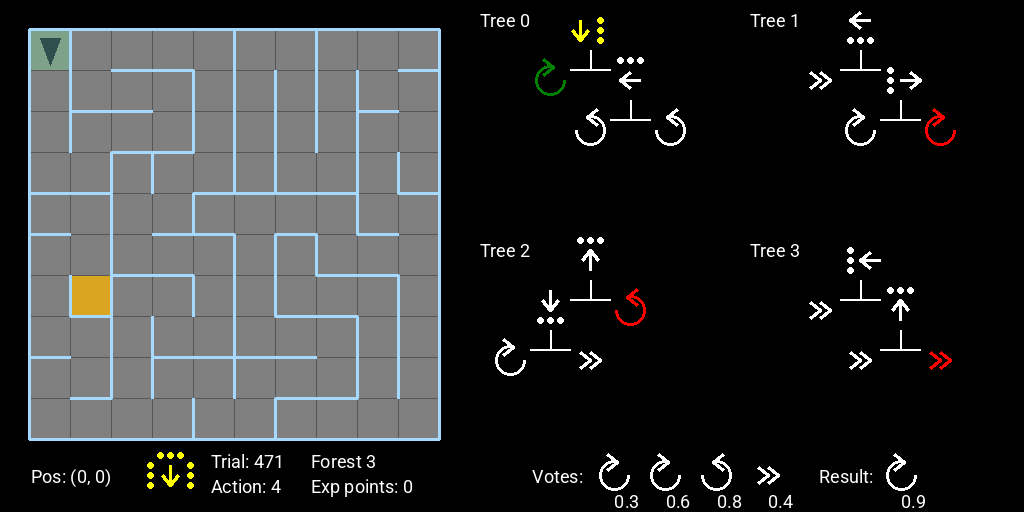 Tree 0
Tree 1
Tree 2
Tree 3
Pos: (0, 0)
Trial: 471
Forest 3
Action: 4
Exp points: 0
Votes:
0.3
0.6
0.8
0.4
Result:
0.9